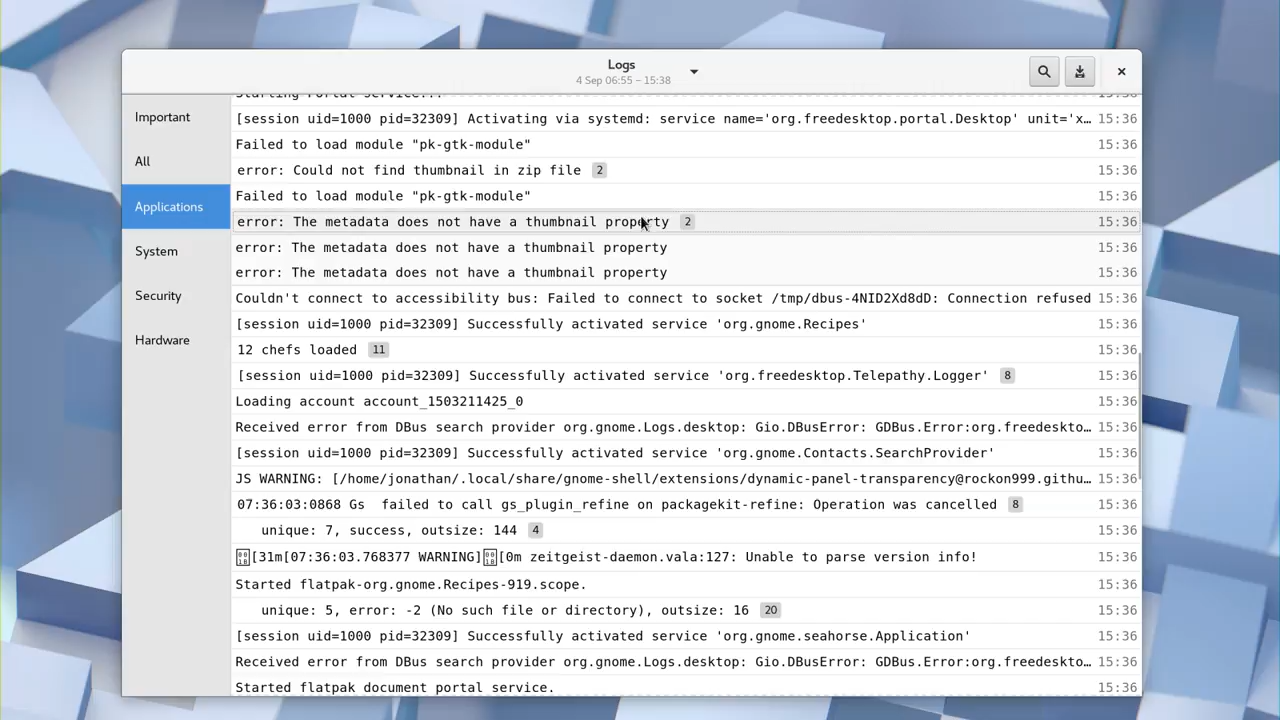 Logs
4 Sep 06:55 – 15:38
Important
All
Applications
System
Security
Hardware
Starting Portal service... 15:36
[session uid=1000 pid=32309] Activating via systemd: service name='org.freedesktop.portal.Desktop' unit='x… 15:36
Failed to load module "pk-gtk-module" 15:36
error: Could not find thumbnail in zip file 2 15:36
Failed to load module "pk-gtk-module" 15:36
error: The metadata does not have a thumbnail property 2 15:36
error: The metadata does not have a thumbnail property 15:36
error: The metadata does not have a thumbnail property 15:36
Couldn't connect to accessibility bus: Failed to connect to socket /tmp/dbus-4NID2Xd8dD: Connection refused 15:36
[session uid=1000 pid=32309] Successfully activated service 'org.gnome.Recipes' 15:36
12 chefs loaded 11 15:36
[session uid=1000 pid=32309] Successfully activated service 'org.freedesktop.Telepathy.Logger' 8 15:36
Loading account account_1503211425_0 15:36
Received error from DBus search provider org.gnome.Logs.desktop: Gio.DBusError: GDBus.Error:org.freedeskto… 15:36
[session uid=1000 pid=32309] Successfully activated service 'org.gnome.Contacts.SearchProvider' 15:36
JS WARNING: [/home/jonathan/.local/share/gnome-shell/extensions/dynamic-panel-transparency@rockon999.githu… 15:36
07:36:03:0868 Gs  failed to call gs_plugin_refine on packagekit-refine: Operation was cancelled 8 15:36
unique: 7, success, outsize: 144 4 15:36
[31m[07:36:03.768377 WARNING][0m zeitgeist-daemon.vala:127: Unable to parse version info! 15:36
Started flatpak-org.gnome.Recipes-919.scope. 15:36
unique: 5, error: -2 (No such file or directory), outsize: 16 20 15:36
[session uid=1000 pid=32309] Successfully activated service 'org.gnome.seahorse.Application' 15:36
Received error from DBus search provider org.gnome.Logs.desktop: Gio.DBusError: GDBus.Error:org.freedeskto… 15:36
Started flatpak document portal service. 15:36